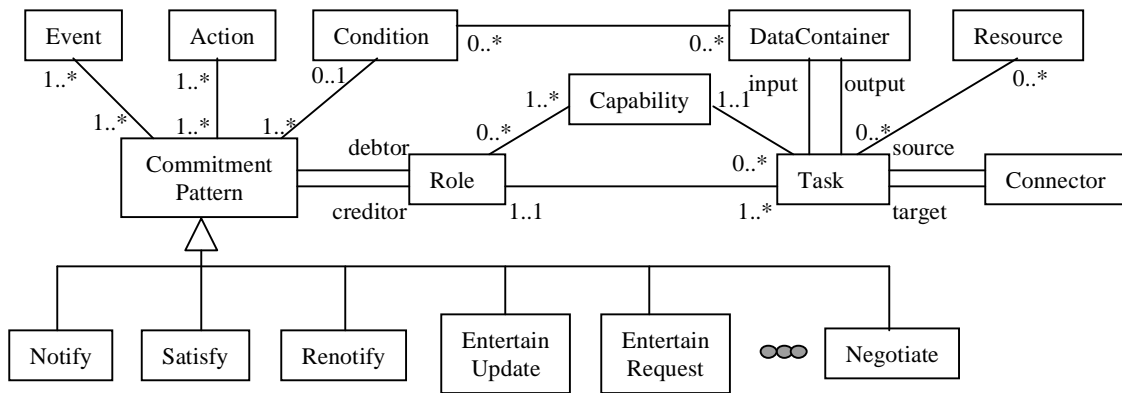 Event
Action
Condition
DataContainer
Resource
0..*
0..*
1..*
1..*
0..1
input
output
0..*
Capability
1..*
1..1
1..*
1..*
1..*
0..*
0..*
Commitment
Pattern
debtor
Role
0..*
Task
source
Connector
creditor
1..1
1..*
target
Notify
Satisfy
Renotify
Entertain
Update
Entertain
Request
Negotiate